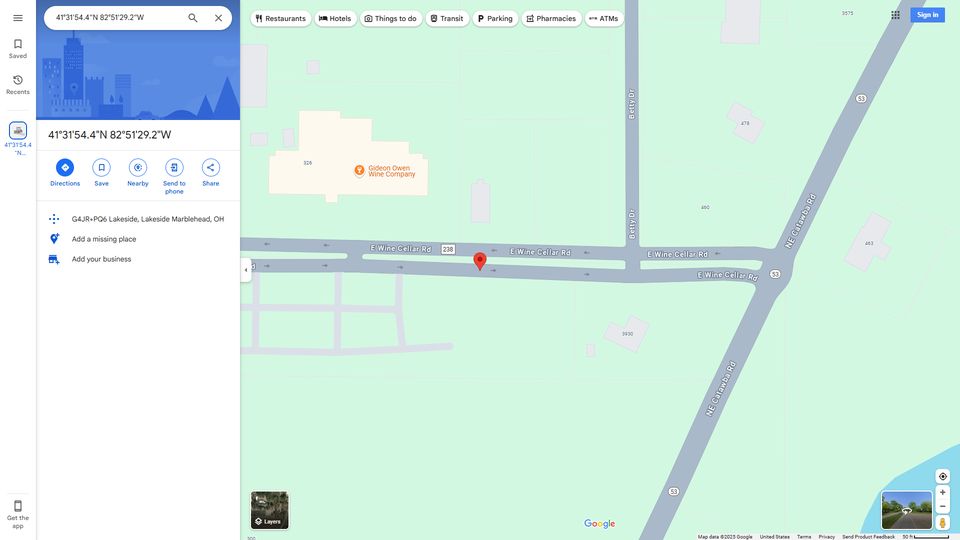 41°31'54.4"N 82°51'29.2"W
Restaurants
Hotels
Things to do
Transit
Parking
Pharmacies
ATMs
3575
Sign in
Saved
Recents
41°31'54.4
"N...
41°31'54.4"N 82°51'29.2"W
Directions
Save
Nearby
Send to
phone
Share
G4JR+PQ6 Lakeside, Lakeside Marblehead, OH
Add a missing place
Add your business
Get the
app
53
Betty Dr
478
328
Gideon Owen
Wine Company
460
NE Catawba Rd
Betty Dr
463
E Wine Cellar Rd
238
E Wine Cellar Rd
E Wine Cellar Rd
Rd
E Wine Cellar Rd
53
3930
NE Catawba Rd
53
Layers
300
Google
Map data ©2025 Google
United States
Terms
Privacy
Send Product Feedback
50 ft